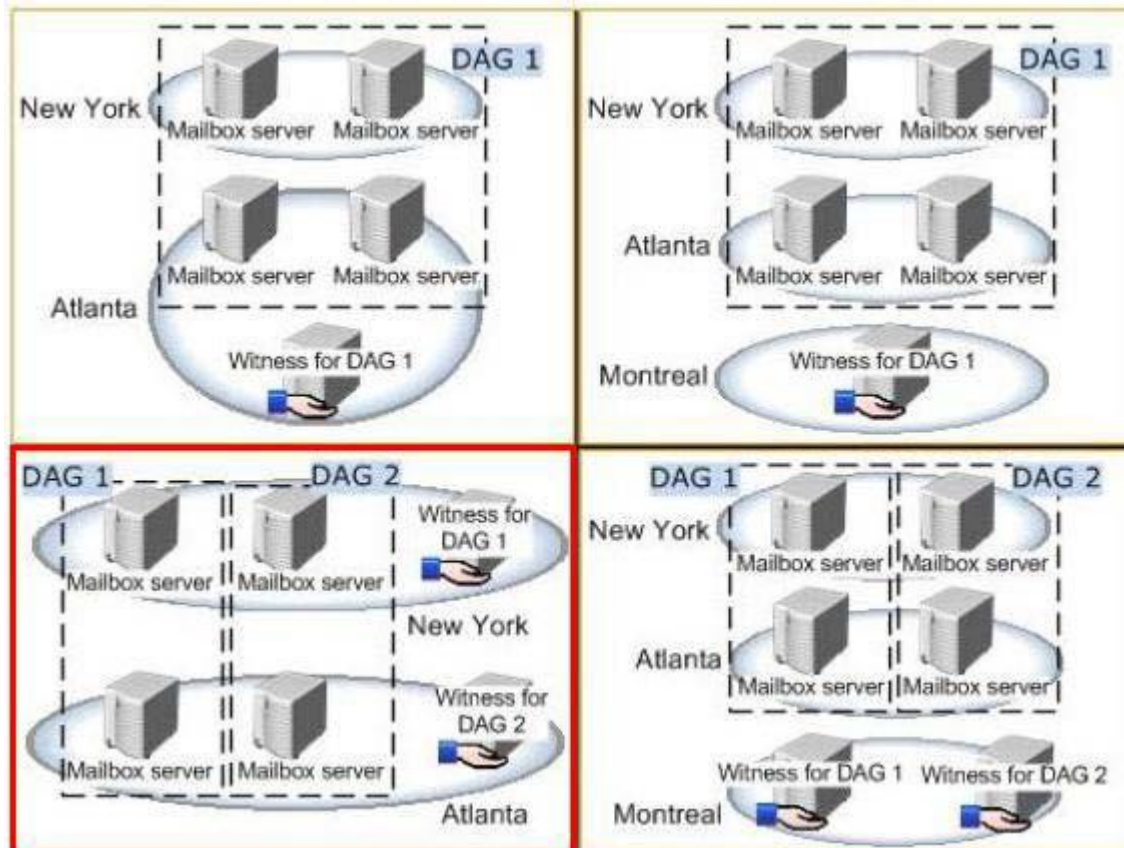 DAG 1
New York
Mailbox server Mailbox server
Mailbox server Mailbox server
Atlanta
Witness for DAG 1
DAG 1
New York
Mailbox server Mailbox server
Atlanta
Mailbox server Mailbox server
Witness for DAG 1
Montreal
DAG 1 DAG 2
Witness for
DAG 1
Mailbox server Mailbox server
New York
Witness for
DAG 2
Mailbox server Mailbox server
Atlanta
DAG 1 DAG 2
New York
Mailbox server Mailbox server
Atlanta
Mailbox server Mailbox server
Witness for DAG 1 Witness for DAG 2
Montreal